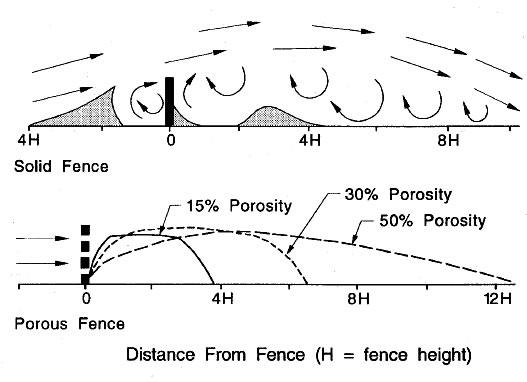 4H 0 4H 8H
Solid Fence
15% Porosity
30% Porosity
50% Porosity
0 4H 8H 12H
Porous Fence
Distance From Fence (H = fence height)